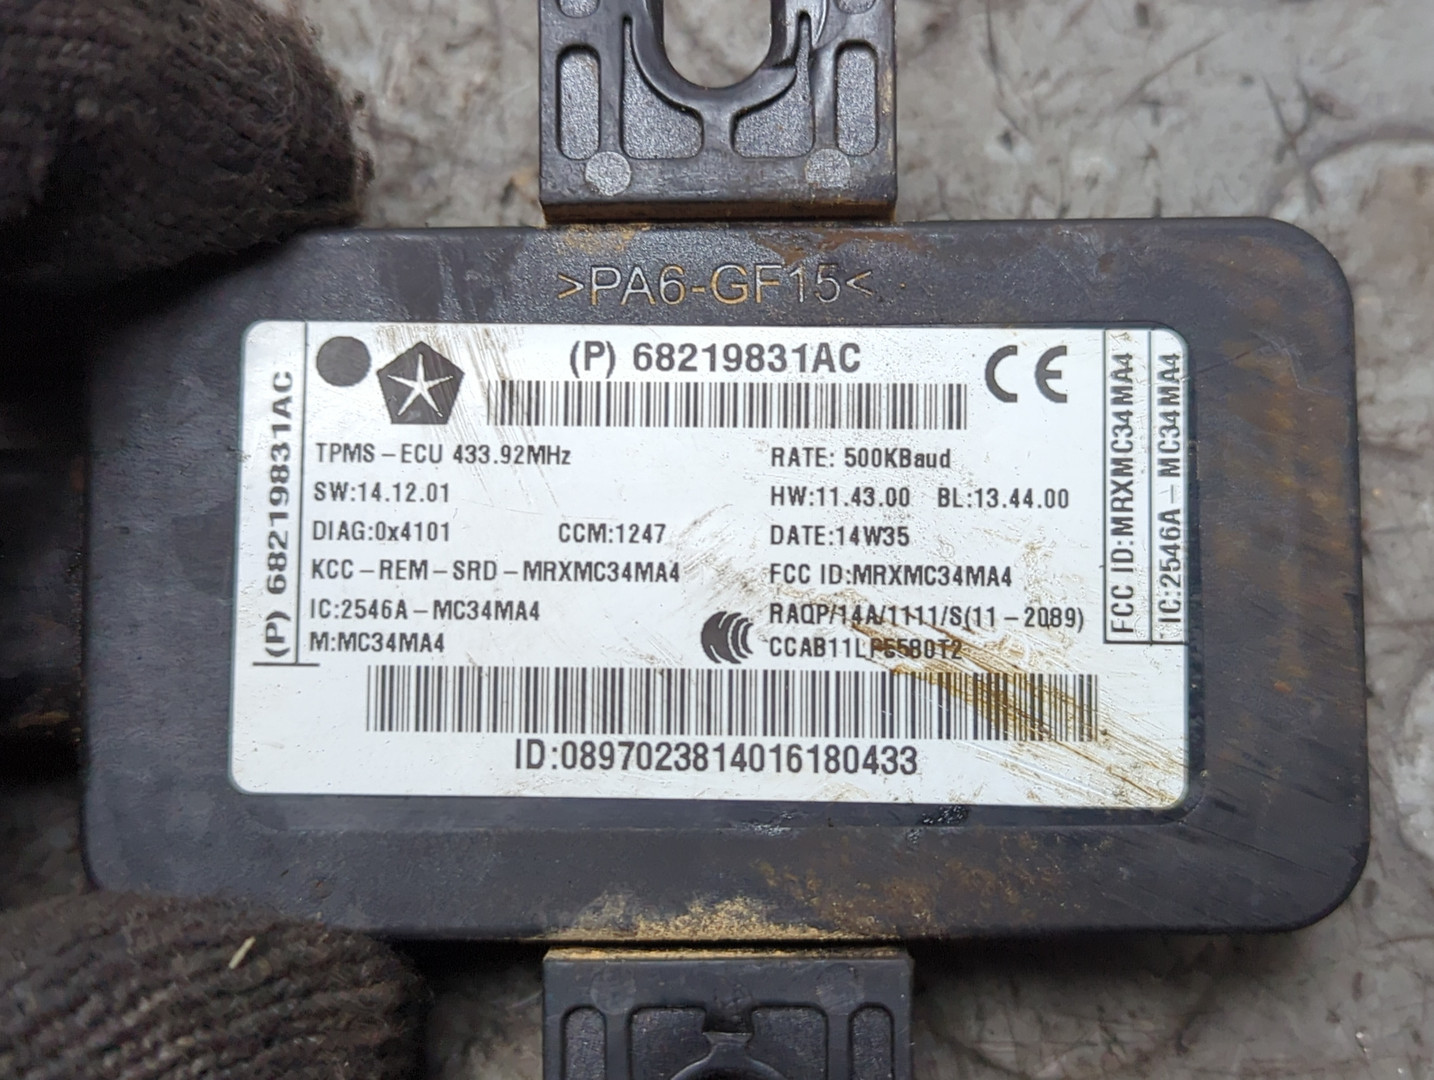 >PA6-GF15<
(P) 68219831AC
(P) 68219831AC
CE
TPMS-ECU 433.92MHz
RATE: 500KBaud
SW:14.12.01
HW:11.43.00 BL:13.44.00
DIAG:0x4101 CCM:1247
DATE:14W35
KCC-REM-SRD-MRXMC34MA4
FCC ID:MRXMC34MA4
IC:2546A-MC34MA4
RAQP/14A/1111/S(11-2089)
M:MC34MA4
ID:0897023814016180433
FCC ID:MRXMC34MA4
IC:2546A-MC34MA4